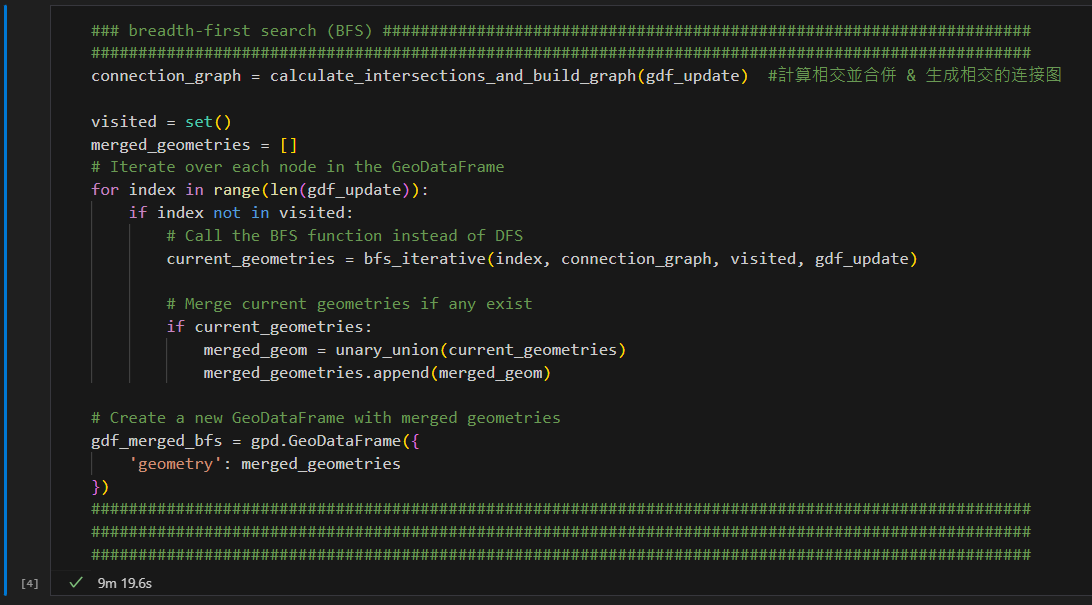 ### breadth-first search (BFS) #####################################################################
####################################################################################################
connection_graph = calculate_intersections_and_build_graph(gdf_update)  #計算相交並合併 & 生成相交的连接图
visited = set()
merged_geometries = []
# Iterate over each node in the GeoDataFrame
for index in range(len(gdf_update)):
    if index not in visited:
        # Call the BFS function instead of DFS
        current_geometries = bfs_iterative(index, connection_graph, visited, gdf_update)
        # Merge current geometries if any exist
        if current_geometries:
            merged_geom = unary_union(current_geometries)
            merged_geometries.append(merged_geom)
# Create a new GeoDataFrame with merged geometries
gdf_merged_bfs = gpd.GeoDataFrame({
    'geometry': merged_geometries
})
####################################################################################################
####################################################################################################
####################################################################################################
[4] ✓ 9m 19.6s